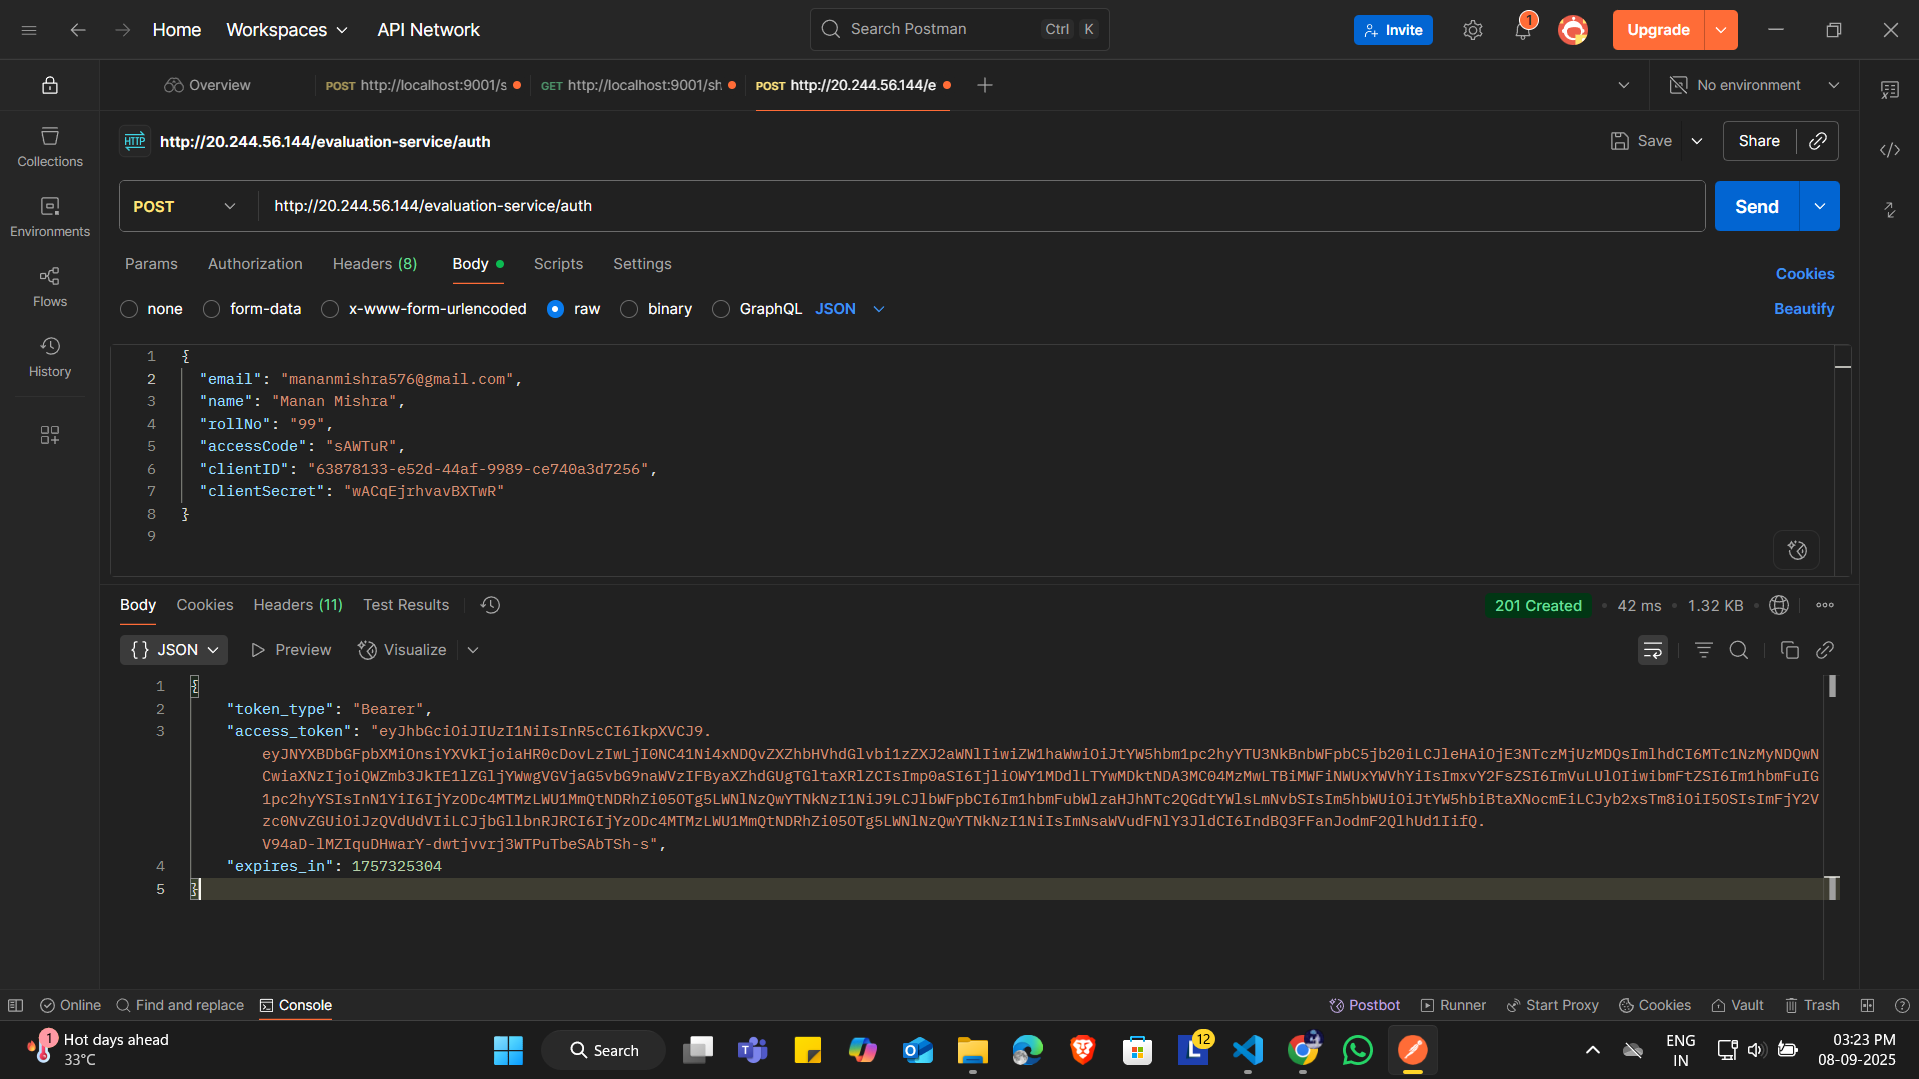 Home
Workspaces
API Network
Search Postman
Ctrl K
Invite
1
Upgrade
Overview
POST http://localhost:9001/s
GET http://localhost:9001/sh
POST http://20.244.56.144/e
No environment
HTTP http://20.244.56.144/evaluation-service/auth
Save
Share
Collections
Environments
Flows
History
POST http://20.244.56.144/evaluation-service/auth
Send
Params Authorization Headers (8) Body Scripts Settings
Cookies
none form-data x-www-form-urlencoded raw binary GraphQL JSON
Beautify
1 {
2 "email": "mananmishra576@gmail.com",
3 "name": "Manan Mishra",
4 "rollNo": "99",
5 "accessCode": "sAWTuR",
6 "clientID": "63878133-e52d-44af-9989-ce740a3d7256",
7 "clientSecret": "wACqEjrhvavBXTwR"
8 }
9
Body Cookies Headers (11) Test Results
201 Created • 42 ms • 1.32 KB
{} JSON Preview Visualize
1 {
2 "token_type": "Bearer",
3 "access_token": "eyJhbGciOiJIUzI1NiIsInR5cCI6IkpXVCJ9.
V94aD-lMZIquDHwarY-dwtjvvrj3WTPuTbeSAbTSh-s",
4 "expires_in": 1757325304
5 }
Online Find and replace Console
Postbot Runner Start Proxy Cookies Vault Trash
1
Hot days ahead
33°C
Search
12
ENG
IN
03:23 PM
08-09-2025